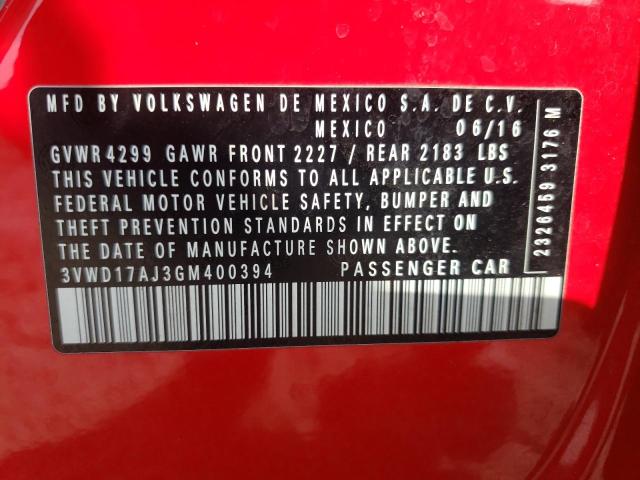 MFD BY VOLKSWAGEN DE MEXICO S.A. DE C.V.
MEXICO 06/16
GVWR 4299 GAWR FRONT 2227 / REAR 2183 LBS
THIS VEHICLE CONFORMS TO ALL APPLICABLE U.S.
FEDERAL MOTOR VEHICLE SAFETY, BUMPER AND
THEFT PREVENTION STANDARDS IN EFFECT ON
THE DATE OF MANUFACTURE SHOWN ABOVE.
3VWD17AJ3GM400394 PASSENGER CAR
2326469 3176 M